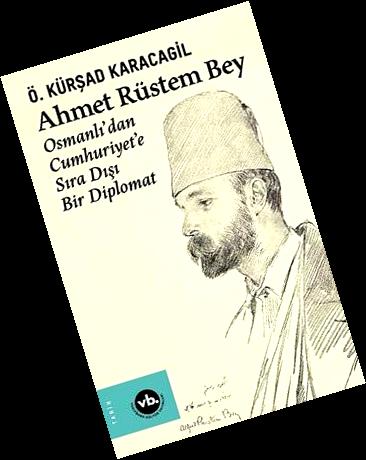 Ö. KÜRŞAD KARACAGİL
Ahmet Rüstem Bey
Osmanlı'dan
Cumhuriyet'e
Sıra Dışı
Bir Diplomat
TARİH
vb.